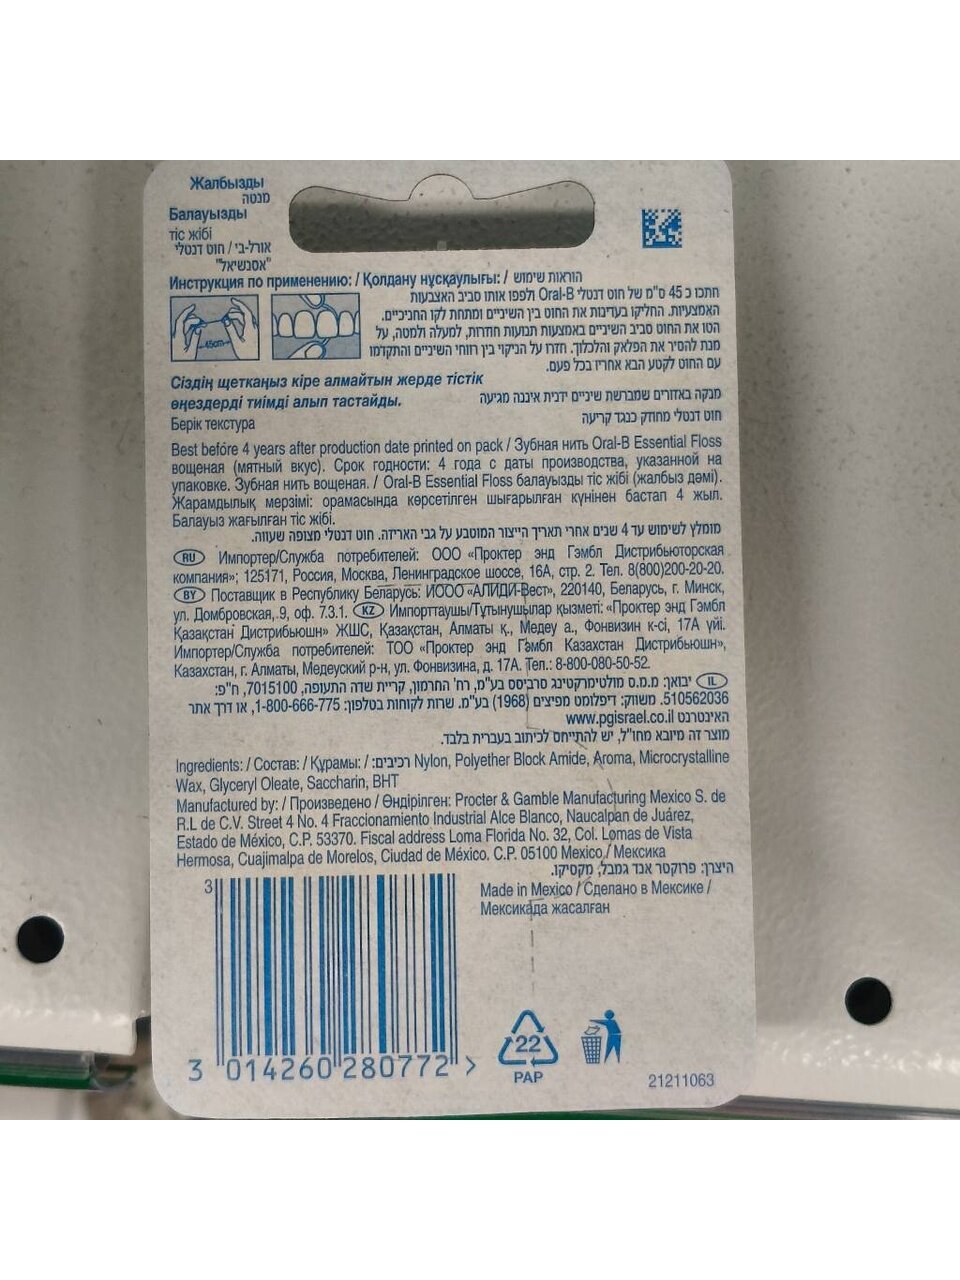 Жалбызды
מנטה
Балауызды
тіс жібі
אורל-בי / חוט דנטלי
"אסנשיאל"
Инструкция по применению: / Қолдану нұсқаулығы: / הוראות שימוש
45cm
חתכו כ 45 ס"מ של חוט דנטלי Oral-B ולפפו אותו סביב האצבעות
האמצעיות. החליקו בעדינות את החוט בין השיניים ומתחת לקו החניכיים.
הטו את החוט סביב השיניים באמצעות תנועות חוזרות, למעלה ולמטה, על
מנת להסיר את הפלאק והלכלוך. חזרו על הניקוי בין רווחי השיניים והתקדמו
עם החוט לקטע הבא אחריו בכל פעם.
Сіздің щетканыз кіре алмайтын жерде тістік
өңездерді тиімді алып тастайды.
מנקה באזורים שמברשת שיניים ידנית איננה מגיעה
Берік текстура
חוט דנטלי מחוזק כנגד קריעה
Best before 4 years after production date printed on pack / Зубная нить Oral-B Essential Floss
вощеная (мятный вкус). Срок годности: 4 года с даты производства, указанной на
упаковке. Зубная нить вощеная. / Oral-B Essential Floss балауызды тіс жібі (жалбыз дәмі).
Жарамдылық мерзімі: орамасында көрсетілген шығарылған күнінен бастап 4 жыл.
Балауыз жағылған тіс жібі.
מומלץ לשימוש עד 4 שנים אחרי תאריך הייצור המוטבע על גבי האריזה. חוט דנטלי מצופה שעווה.
RU Импортер/Служба потребителей: ООО «Проктер энд Гэмбл Дистрибьюторская
компания»; 125171, Россия, Москва, Ленинградское шоссе, 16А, стр. 2. Тел. 8(800)200-20-20.
BY Поставщик в Республику Беларусь: ИООО «АЛИДИ-Вест», 220140, Беларусь, г. Минск,
ул. Домбровская, 9, оф. 7.3.1. KZ Импорттаушы/Тұтынушылар қызметі: «Проктер энд Гэмбл
Қазақстан Дистрибьюшн» ЖШС, Қазақстан, Алматы қ., Медеу а., Фонвизин к-сі, 17А үйі.
Импортер/Служба потребителей: ТОО «Проктер энд Гэмбл Казахстан Дистрибьюшн»,
Казахстан, г. Алматы, Медеуский р-н, ул. Фонвизина, д. 17А. Тел.: 8-800-080-50-52.
IL יבואן: מ.מ.ס מולטימרקטינג סרביסס בע"מ, רח' החרמון, קריית שדה התעופה, 7015100, ח"פ:
510562036. משווק: דיפלומט מפיצים (1968) בע"מ. שרות לקוחות בטלפון: 1-800-666-775, או דרך אתר
האינטרנט www.pgisrael.co.il
מוצר זה מיובא מחו"ל, יש להתייחס לכיתוב בעברית בלבד.
Ingredients: / Состав: / Құрамы: / רכיבים: Nylon, Polyether Block Amide, Aroma, Microcrystalline
Wax, Glyceryl Oleate, Saccharin, BHT
Manufactured by: / Произведено / Өндірінген: Procter & Gamble Manufacturing Mexico S. de
R.L de C.V. Street 4 No. 4 Fraccionamiento Industrial Alce Blanco, Naucalpan de Juárez,
Estado de México, C.P. 53370. Fiscal address Loma Florida No. 32, Col. Lomas de Vista
Hermosa, Cuajimalpa de Morelos, Ciudad de México. C.P. 05100 Mexico / Мексика
היצרן: פרוקטר אנד גמבל, מקסיקו.
Made in Mexico / Сделано в Мексике /
Мексикада жасалған
3
3 014260 280772 >
22
PAP
21211063